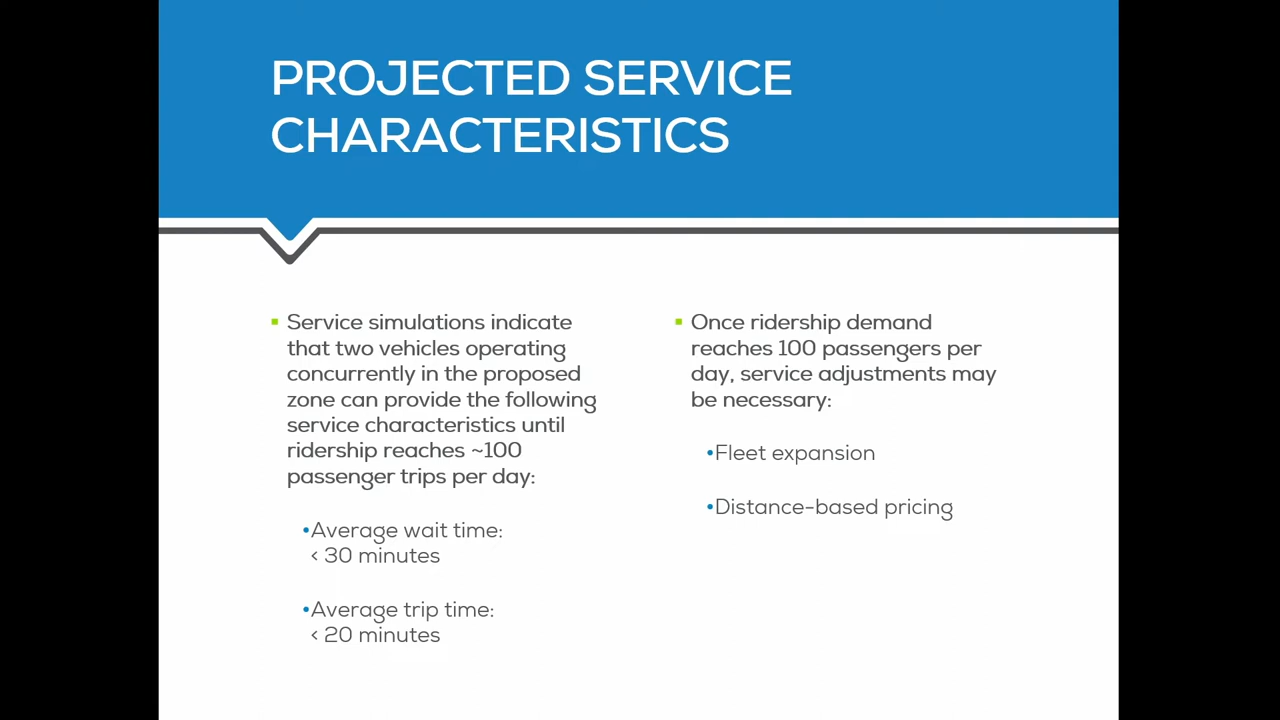 PROJECTED SERVICE
CHARACTERISTICS
Service simulations indicate
that two vehicles operating
concurrently in the proposed
zone can provide the following
service characteristics until
ridership reaches ~100
passenger trips per day:
•Average wait time:
< 30 minutes
•Average trip time:
< 20 minutes
Once ridership demand
reaches 100 passengers per
day, service adjustments may
be necessary:
•Fleet expansion
•Distance-based pricing